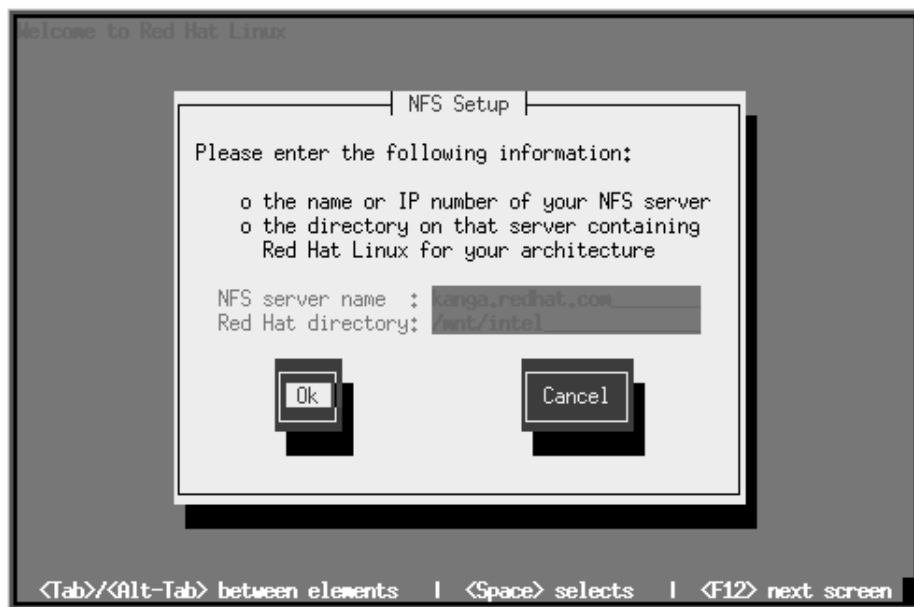 Welcome to Red Hat Linux
NFS Setup
Please enter the following information:
o the name or IP number of your NFS server
o the directory on that server containing
Red Hat Linux for your architecture
NFS server name  : kanga.redhat.com
Red Hat directory: /mnt/intel
Ok
Cancel
<Tab>/<Alt-Tab> between elements | <Space> selects | <F12> next screen